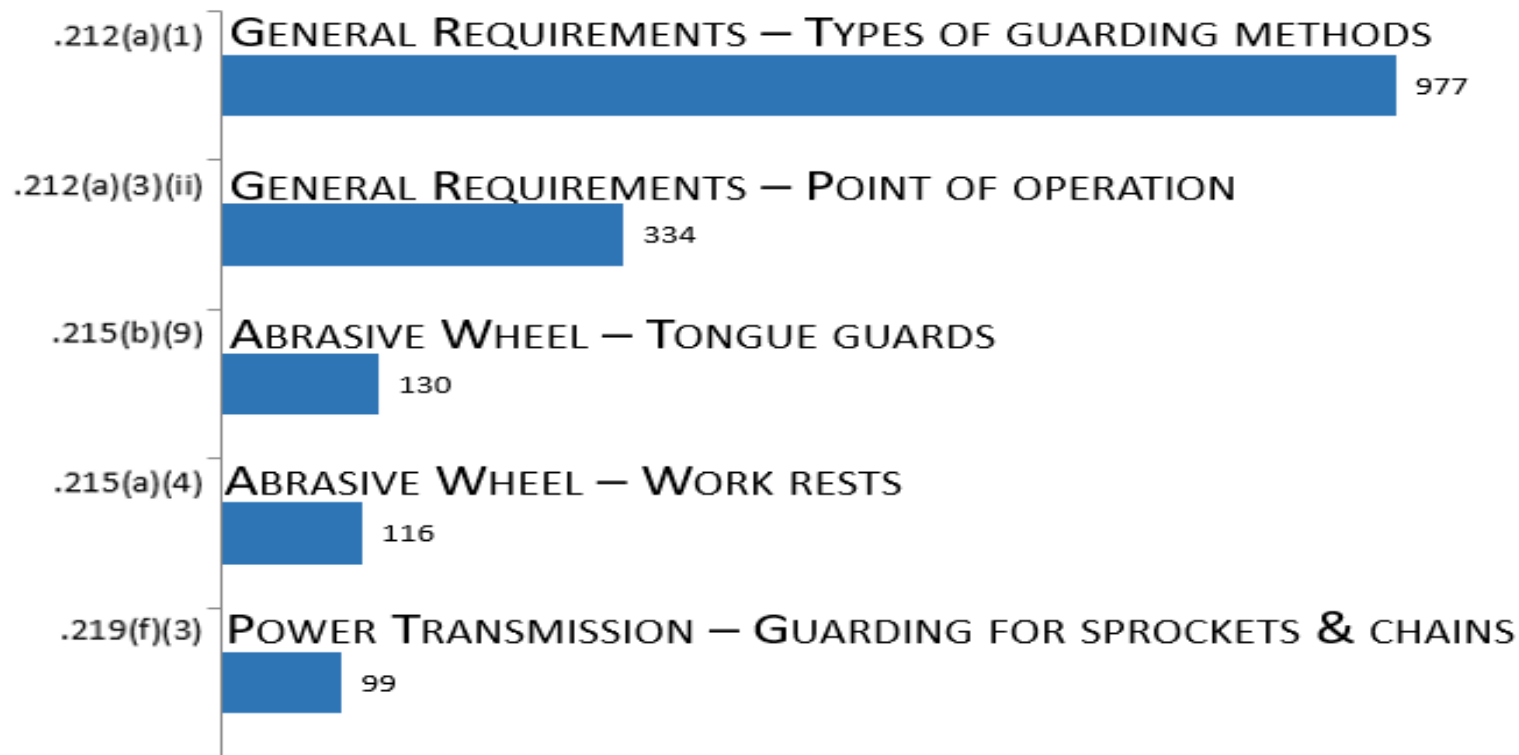 .212(a)(1) General Requirements – Types of guarding methods
977
.212(a)(3)(ii) General Requirements – Point of operation
334
.215(b)(9) Abrasive Wheel – Tongue guards
130
.215(a)(4) Abrasive Wheel – Work rests
116
.219(f)(3) Power Transmission – Guarding for sprockets & chains
99